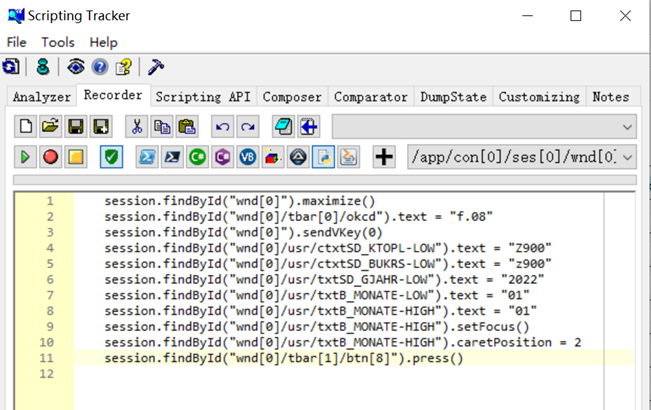 Scripting Tracker
File Tools Help
Analyzer Recorder Scripting API Composer Comparator DumpState Customizing Notes
/app/con[0]/ses[0]/wnd[0]
1 session.findById("wnd[0]").maximize()
2 session.findById("wnd[0]/tbar[0]/okcd").text = "f.08"
3 session.findById("wnd[0]").sendVKey(0)
4 session.findById("wnd[0]/usr/ctxtSD_KTOPL-LOW").text = "Z900"
5 session.findById("wnd[0]/usr/ctxtSD_BUKRS-LOW").text = "z900"
6 session.findById("wnd[0]/usr/txtSD_GJAHR-LOW").text = "2022"
7 session.findById("wnd[0]/usr/txtB_MONATE-LOW").text = "01"
8 session.findById("wnd[0]/usr/txtB_MONATE-HIGH").text = "01"
9 session.findById("wnd[0]/usr/txtB_MONATE-HIGH").setFocus()
10 session.findById("wnd[0]/usr/txtB_MONATE-HIGH").caretPosition = 2
11 session.findById("wnd[0]/tbar[1]/btn[8]").press()
12